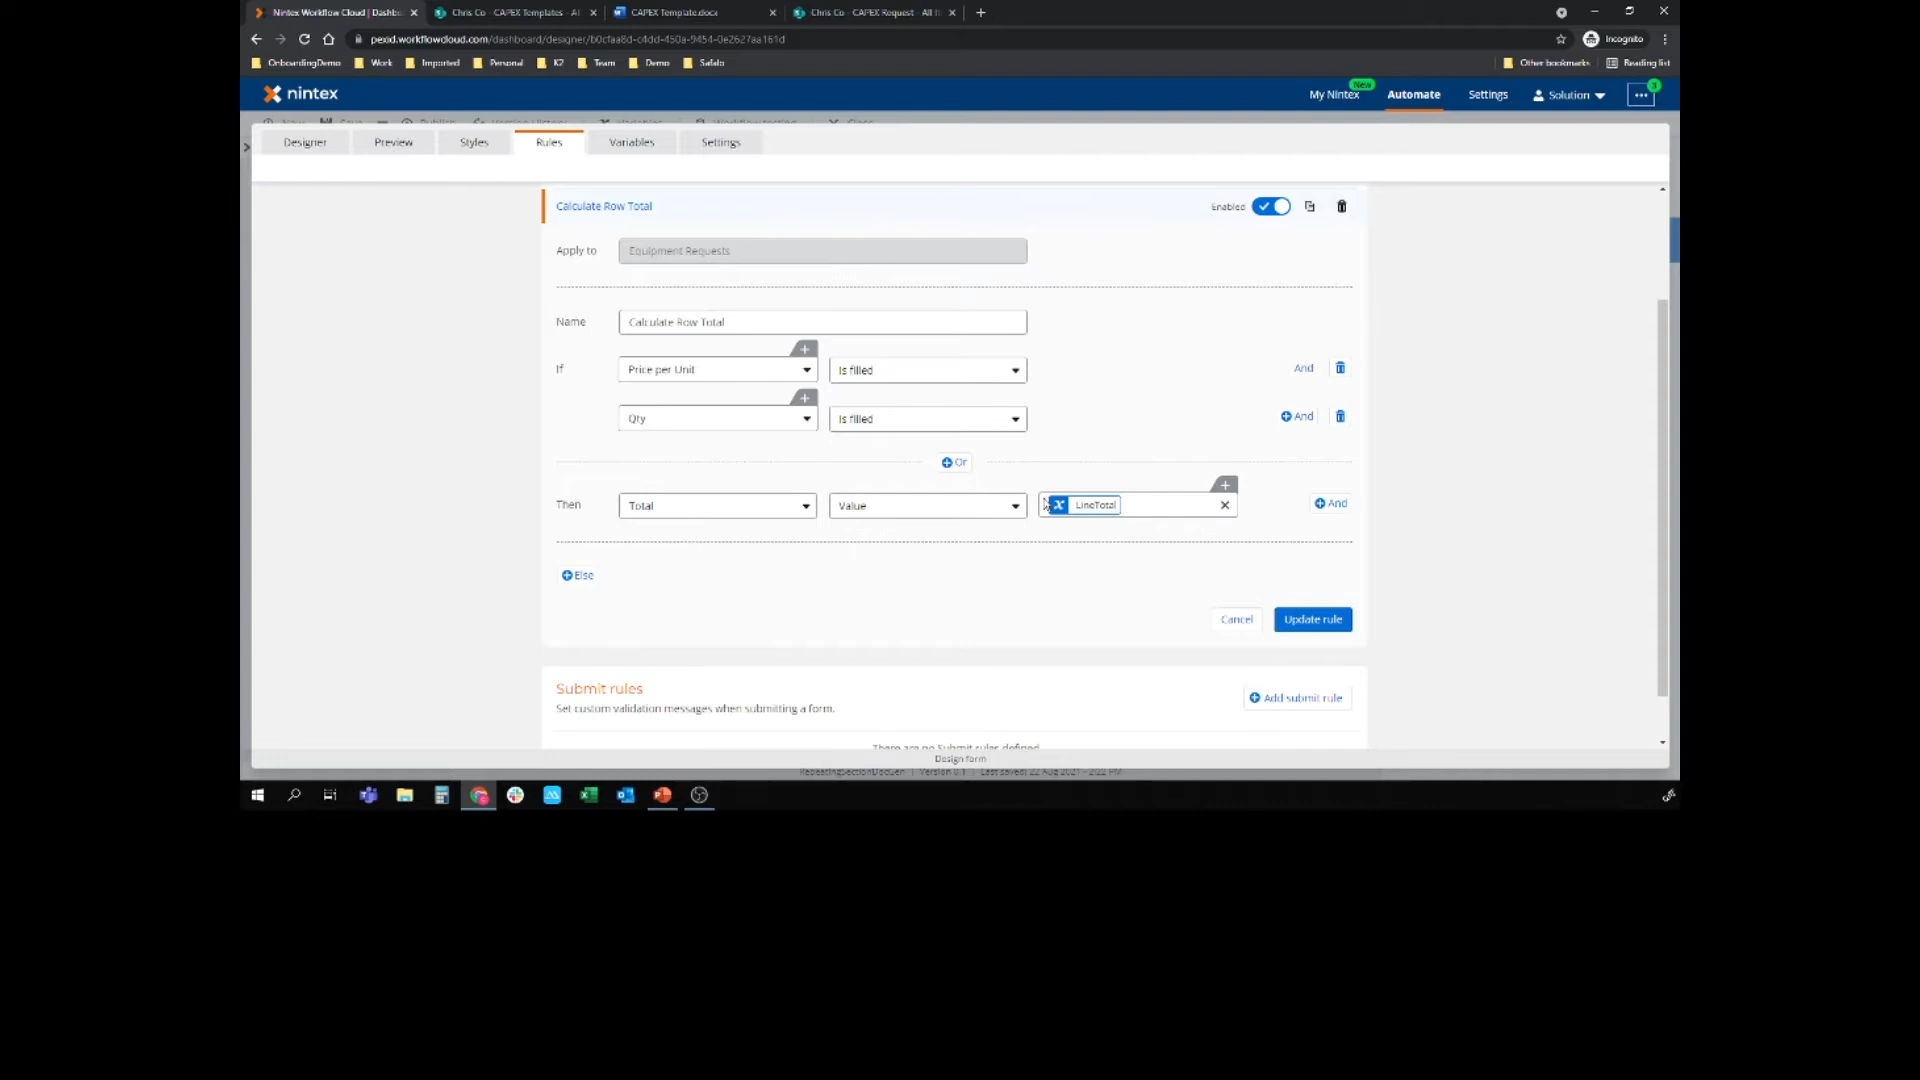 Nintex Workflow Cloud | Dashb
Chris Co - CAPEX Templates - Al
CAPEX Template.docx
Chris Co - CAPEX Request - All It
pexid.workflowcloud.com/dashboard/designer/b0cfaa8d-c4dd-450a-9454-0e2627aa161d
Incognito
OnboardingDemo
Work
Imported
Personal
K2
Team
Demo
Safalo
Other bookmarks
Reading list
nintex
My Nintex
New
Automate
Settings
Solution
3
Designer
Preview
Styles
Rules
Variables
Settings
Calculate Row Total
Enabled
Apply to
Equipment Requests
Name
Calculate Row Total
If
Price per Unit
Is filled
And
Qty
Is filled
And
Or
Then
Total
Value
LineTotal
And
Else
Cancel
Update rule
Submit rules
Add submit rule
Set custom validation messages when submitting a form.
There are no Submit rules defined
Design form
RepeatingSectionDocGen | Version 0.1 | Last saved: 22 Aug 2021 - 2:22 PM